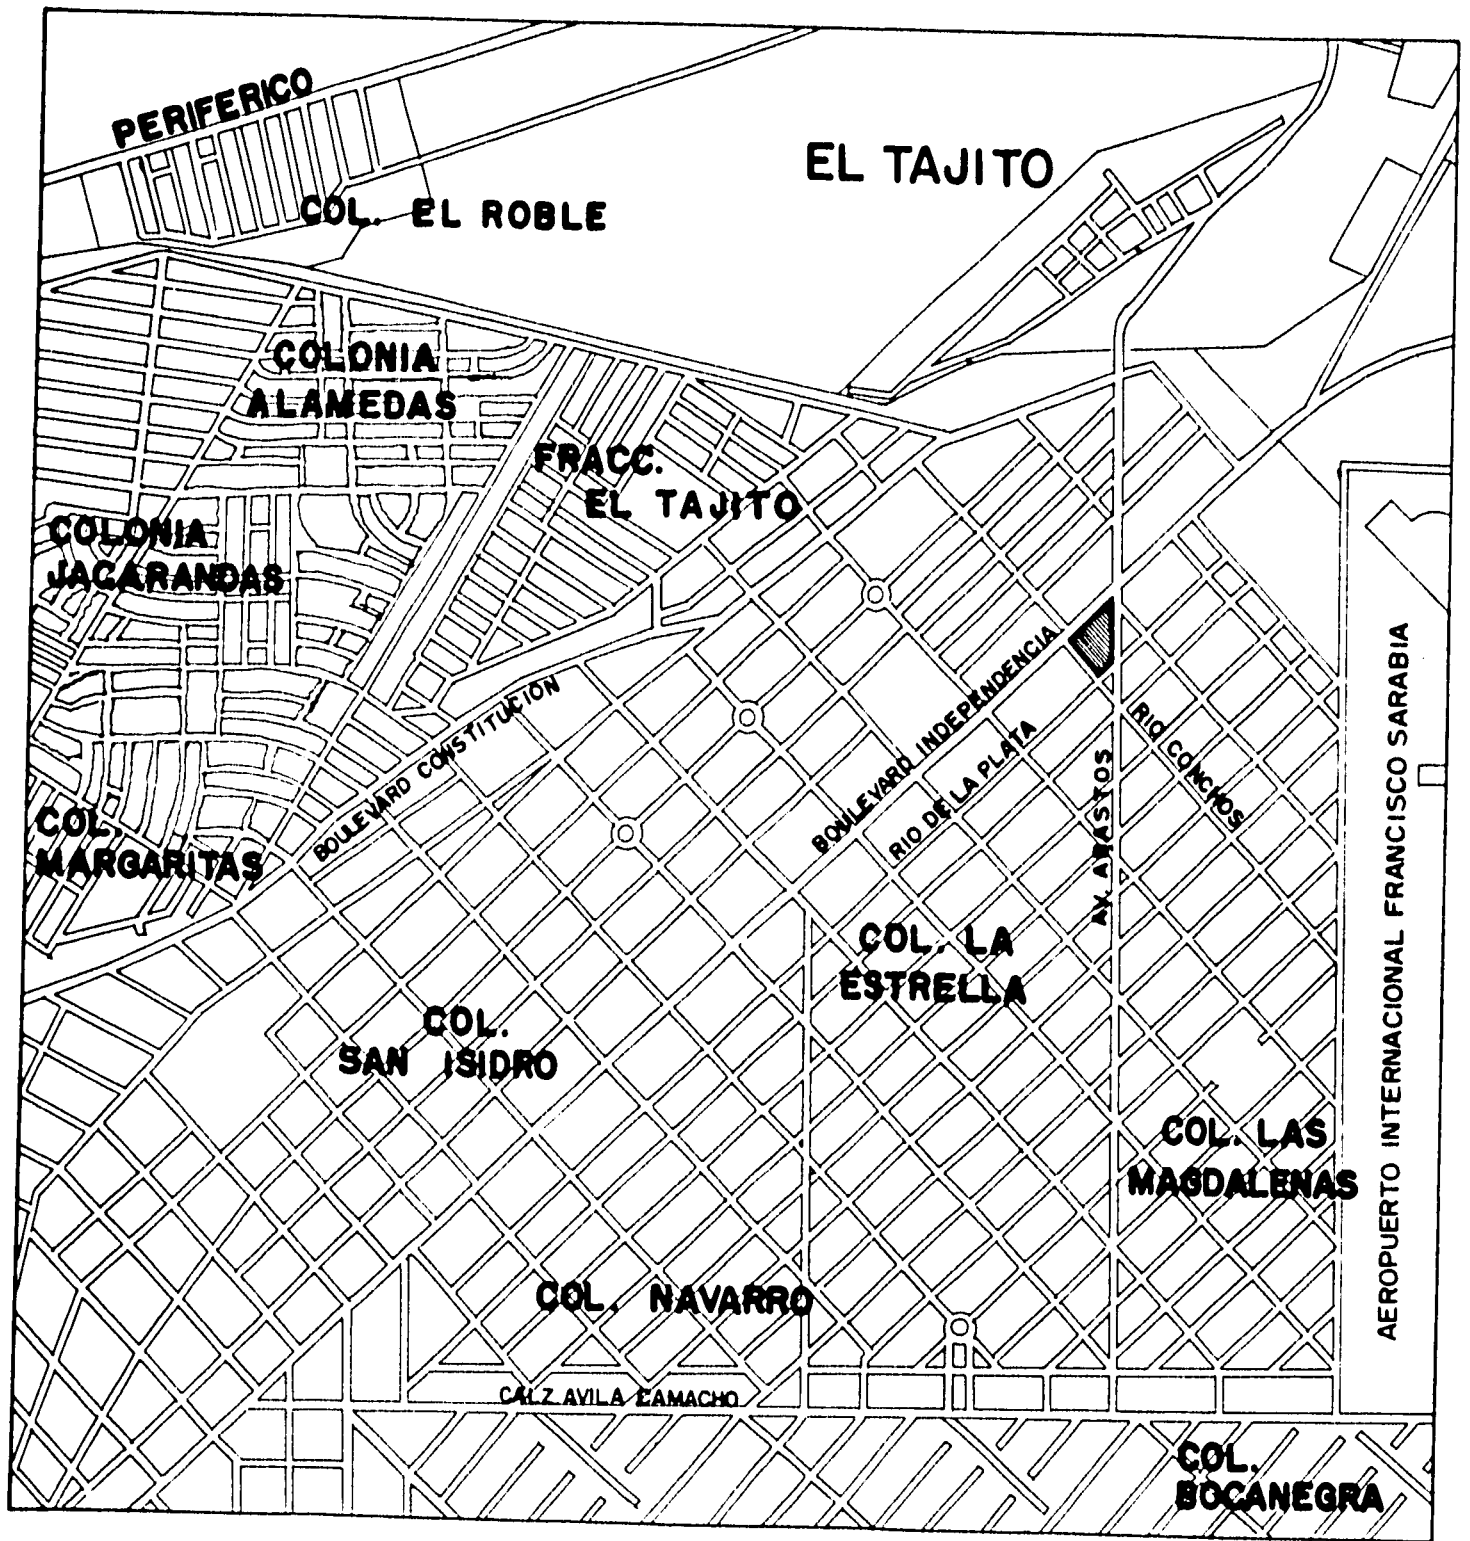 PERIFERICO
EL TAJITO
COL. EL ROBLE
COLONIA
ALAMEDAS
FRACC.
EL TAJITO
COLONIA
JACARANDAS
BOULEVARD CONSTITUCIÓN
BOULEVARD INDEPENDENCIA
RIO DE LA PLATA
AV. ABASTOS
RIO CONCHOS
AEROPUERTO INTERNACIONAL FRANCISCO SARABIA
COL.
MARGARITAS
COL. LA
ESTRELLA
COL.
SAN ISIDRO
COL. LAS
MAGDALENAS
COL. NAVARRO
CALZ. AVILA CAMACHO
COL.
BOCANEGRA